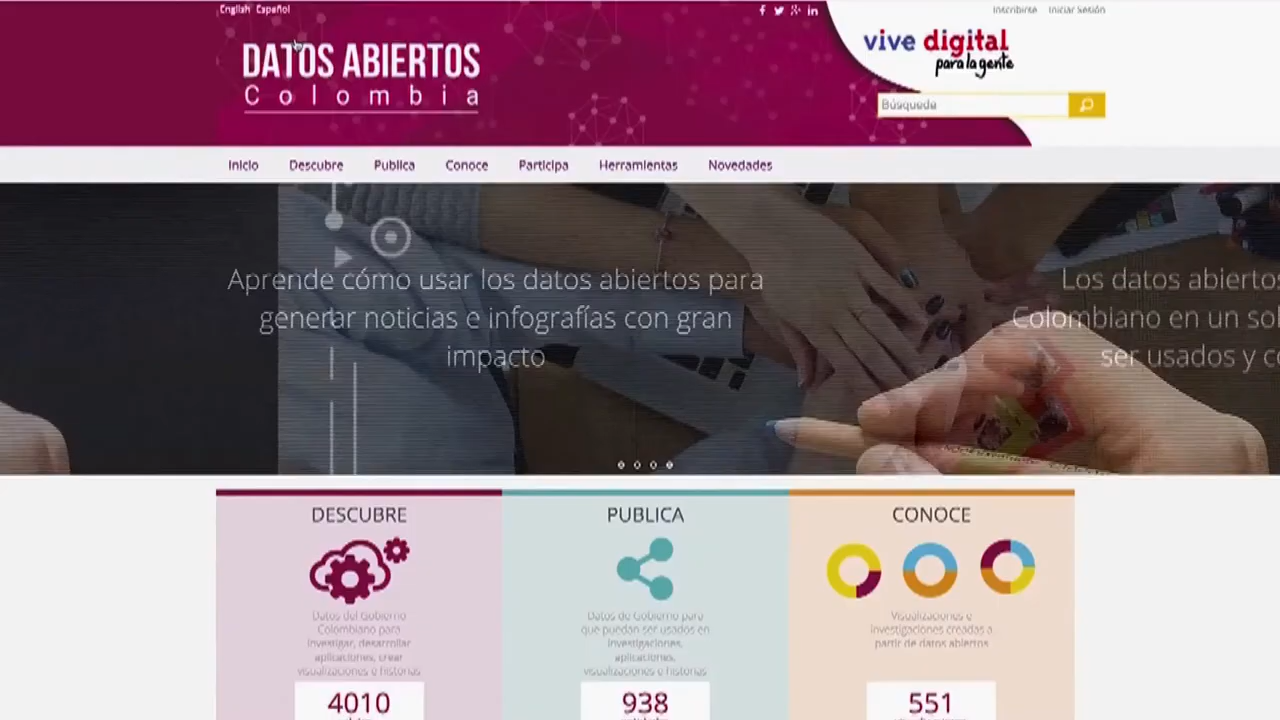 English Español
Inscribirse Iniciar Sesión
DATOS ABIERTOS
Colombia
vive digital
para la gente
Búsqueda
Inicio Descubre Publica Conoce Participa Herramientas Novedades
Aprende cómo usar los datos abiertos para
generar noticias e infografías con gran
impacto
Los datos abiertos
Colombiano en un sol
ser usados y c
DESCUBRE
Datos del Gobierno
Colombiano para
investigar, desarrollar
aplicaciones, crear
visualizaciones e historias
4010
PUBLICA
Datos de Gobierno para
que puedan ser usados en
investigaciones,
aplicaciones,
visualizaciones e historias
938
CONOCE
Visualizaciones e
investigaciones creadas a
partir de datos abiertos
551